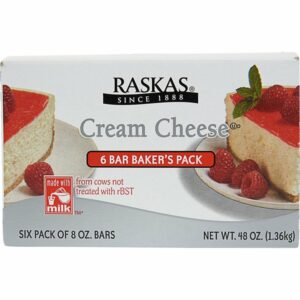 RASKAS®
SINCE 1888
Cream Cheese
6 BAR BAKER'S PACK
made with
milk
from cows not
treated with rBST
SIX PACK OF 8 OZ. BARS
NET WT. 48 OZ. (1.36kg)